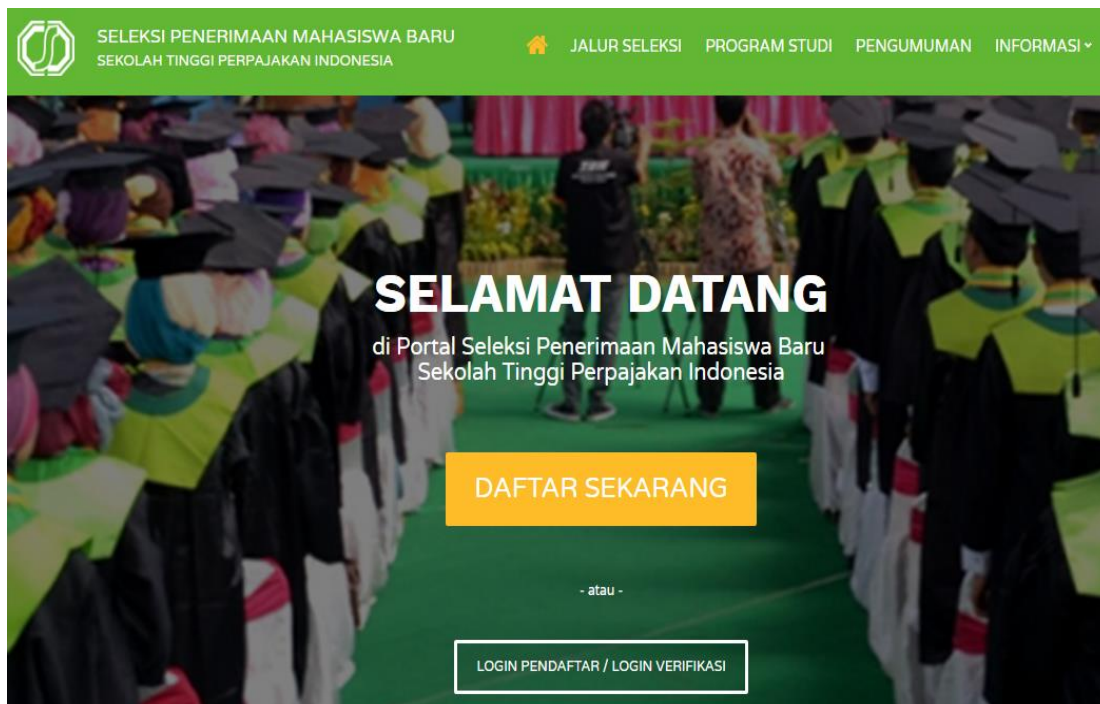 SELEKSI PENERIMAAN MAHASISWA BARU
SEKOLAH TINGGI PERPAJAKAN INDONESIA
JALUR SELEKSI
PROGRAM STUDI
PENGUMUMAN
INFORMASI
SELAMAT DATANG
di Portal Seleksi Penerimaan Mahasiswa Baru
Sekolah Tinggi Perpajakan Indonesia
DAFTAR SEKARANG
- atau -
LOGIN PENDAFTAR / LOGIN VERIFIKASI